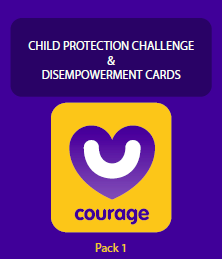 CHILD PROTECTION CHALLENGE
&
DISEMPOWERMENT CARDS
courage
Pack 1